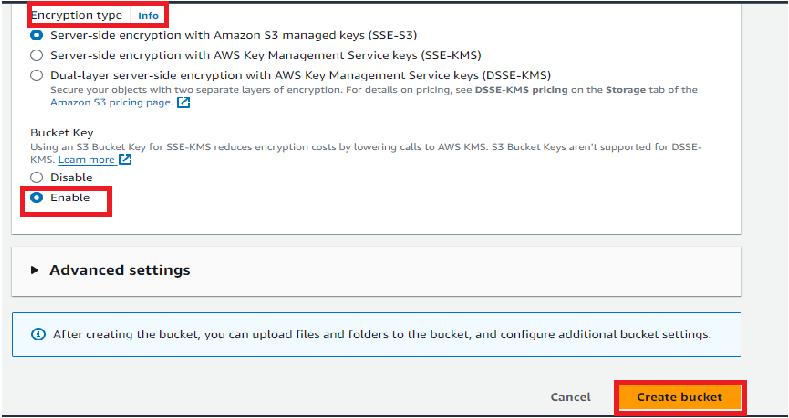 Encryption type Info
Server-side encryption with Amazon S3 managed keys (SSE-S3)
Server-side encryption with AWS Key Management Service keys (SSE-KMS)
Dual-layer server-side encryption with AWS Key Management Service keys (DSSE-KMS)
Secure your objects with two separate layers of encryption. For details on pricing, see DSSE-KMS pricing on the Storage tab of the
Amazon S3 pricing page.
Bucket Key
Using an S3 Bucket Key for SSE-KMS reduces encryption costs by lowering calls to AWS KMS. S3 Bucket Keys aren't supported for DSSE-
KMS. Learn more
Disable
Enable
Advanced settings
After creating the bucket, you can upload files and folders to the bucket, and configure additional bucket settings.
Cancel Create bucket